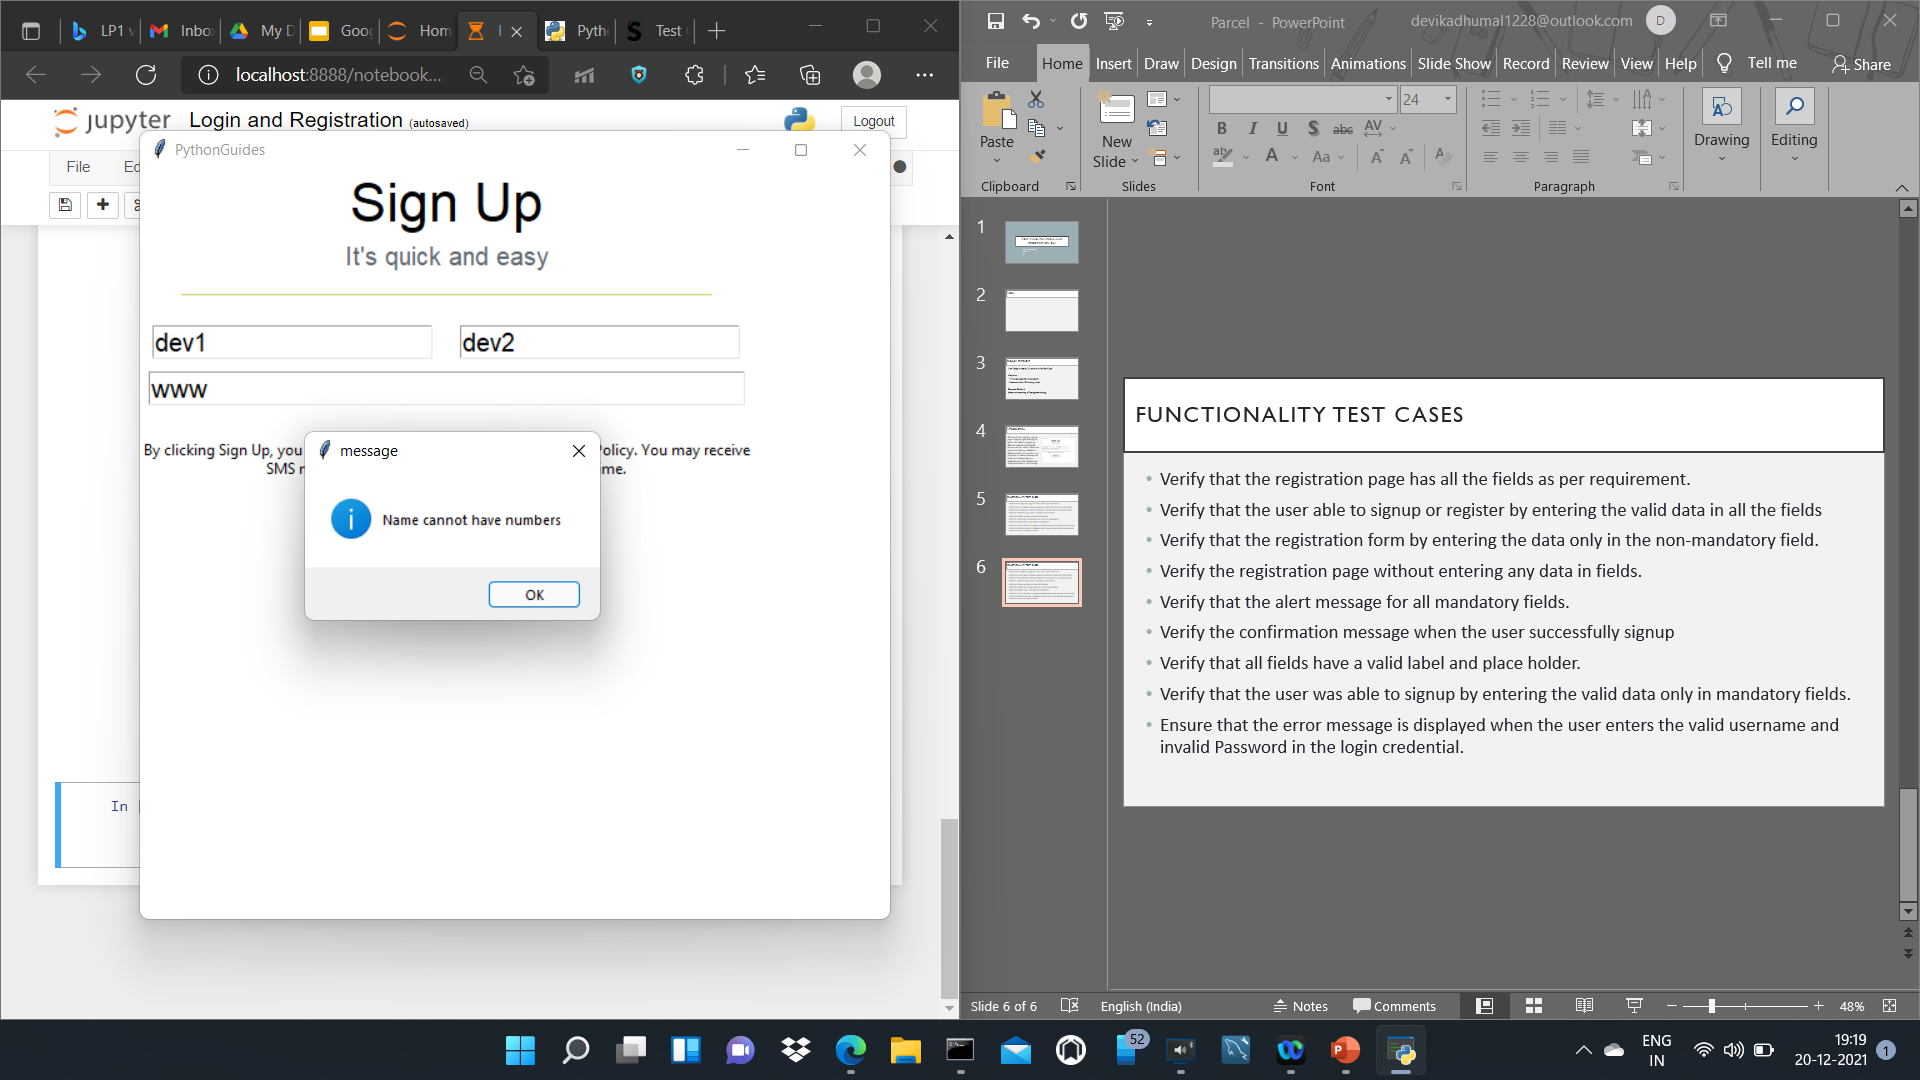 LP1 v
Inbo
My D
Goo
Hom
Pyth
Test
localhost:8888/notebook...
jupyter Login and Registration (autosaved)
Logout
File
PythonGuides
Sign Up
It's quick and easy
dev1
dev2
www
By clicking Sign Up, you
olicy. You may receive
message
Name cannot have numbers
OK
In
Parcel - PowerPoint
devikadhumal1228@outlook.com
D
File Home Insert Draw Design Transitions Animations Slide Show Record Review View Help Tell me Share
Paste
New
Slide
24
B I U S abc AV
A Aa A A
Drawing
Editing
Clipboard
Slides
Font
Paragraph
1
2
3
4
5
6
FUNCTIONALITY TEST CASES
• Verify that the registration page has all the fields as per requirement.
• Verify that the user able to signup or register by entering the valid data in all the fields
• Verify that the registration form by entering the data only in the non-mandatory field.
• Verify the registration page without entering any data in fields.
• Verify that the alert message for all mandatory fields.
• Verify the confirmation message when the user successfully signup
• Verify that all fields have a valid label and place holder.
• Verify that the user was able to signup by entering the valid data only in mandatory fields.
• Ensure that the error message is displayed when the user enters the valid username and
invalid Password in the login credential.
Slide 6 of 6
English (India)
Notes
Comments
48%
52
ENG
IN
19:19
20-12-2021
1